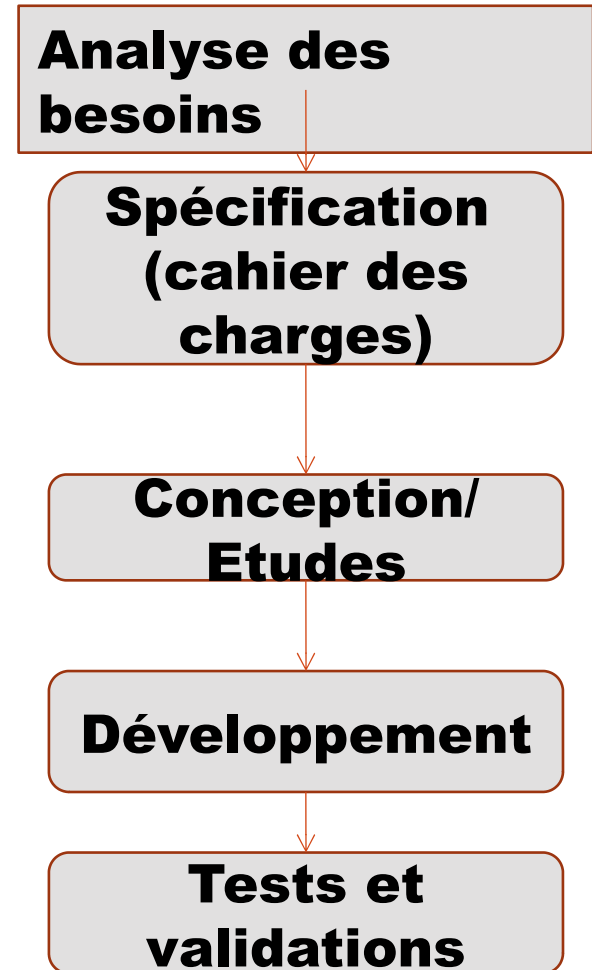 Analyse des
besoins
Spécification
(cahier des
charges)
Conception/
Etudes
Développement
Tests et
validations